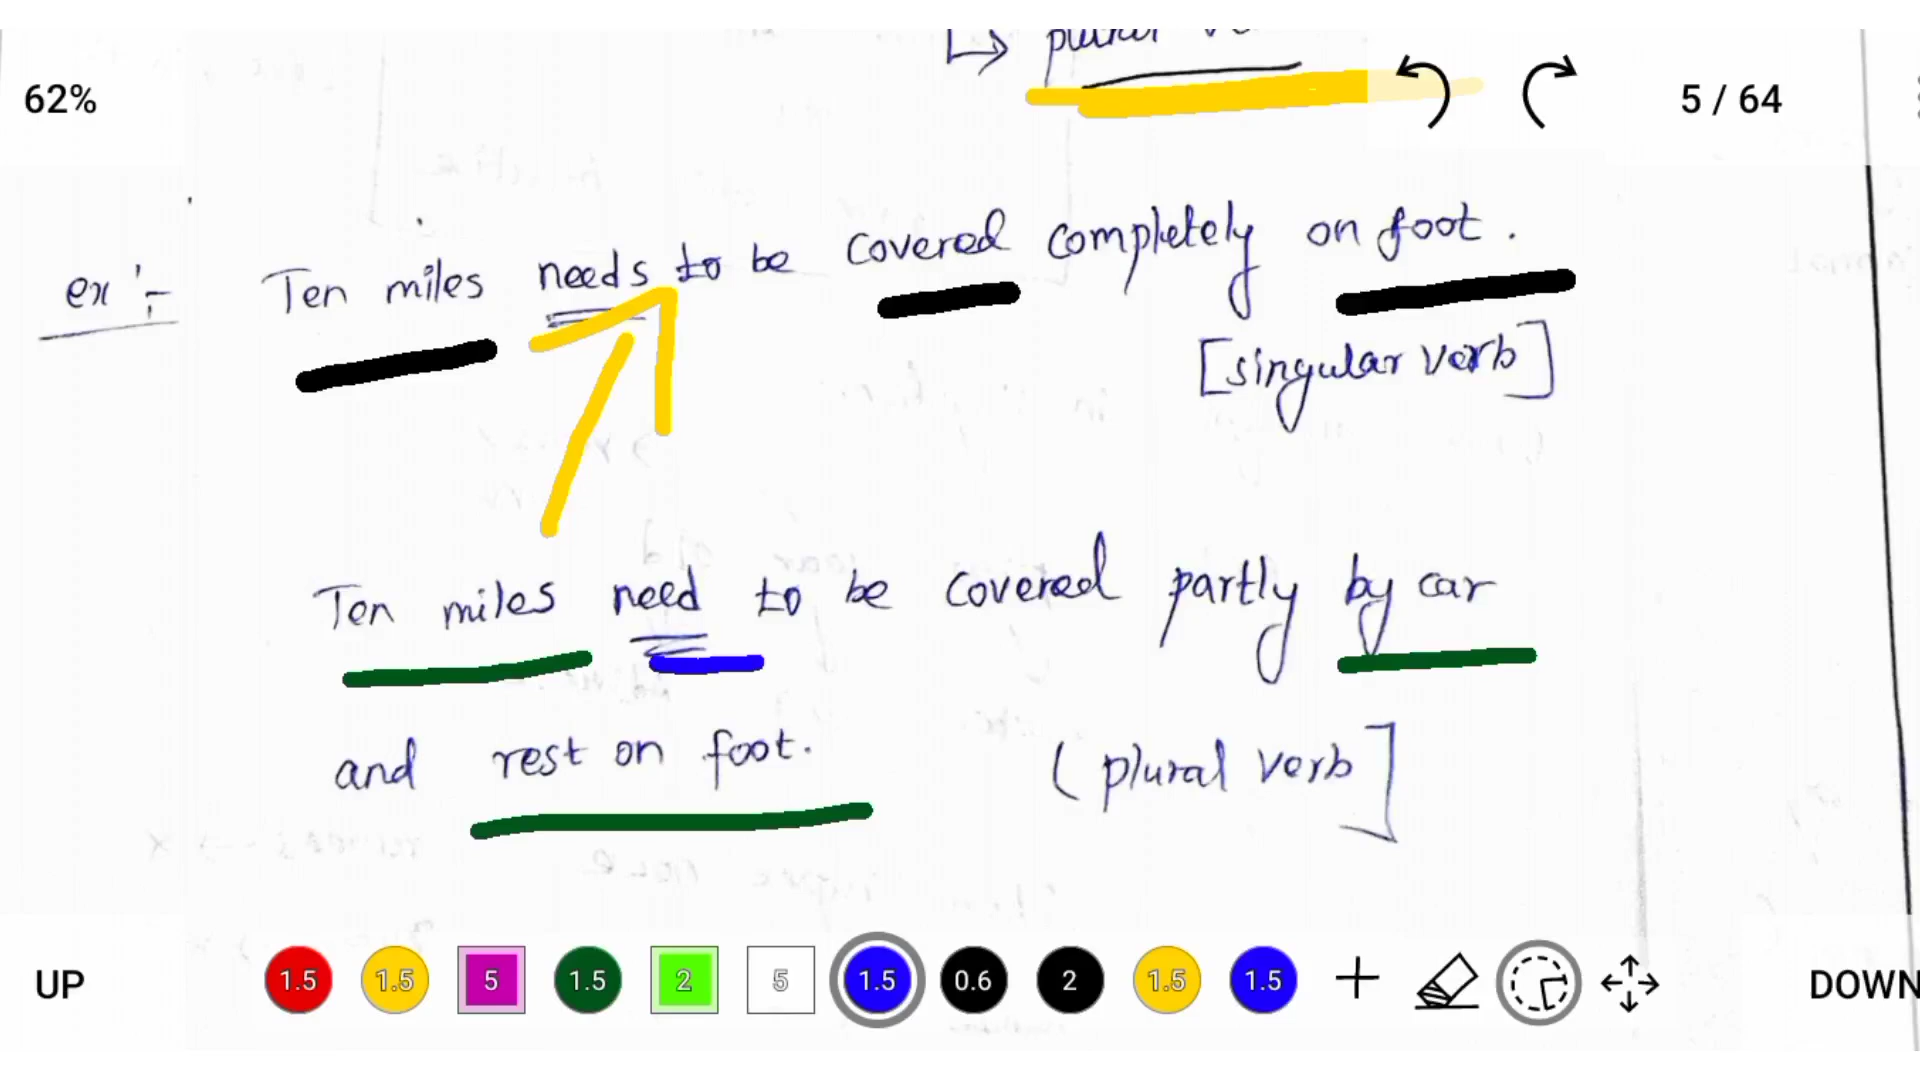 ↳ plural
62%
5 / 64
ex :- Ten miles needs to be covered completely on foot.
[singular verb]
Ten miles need to be covered partly by car
and rest on foot. (plural verb]
UP 1.5 1.5 5 1.5 2 5 1.5 0.6 2 1.5 1.5 DOWN